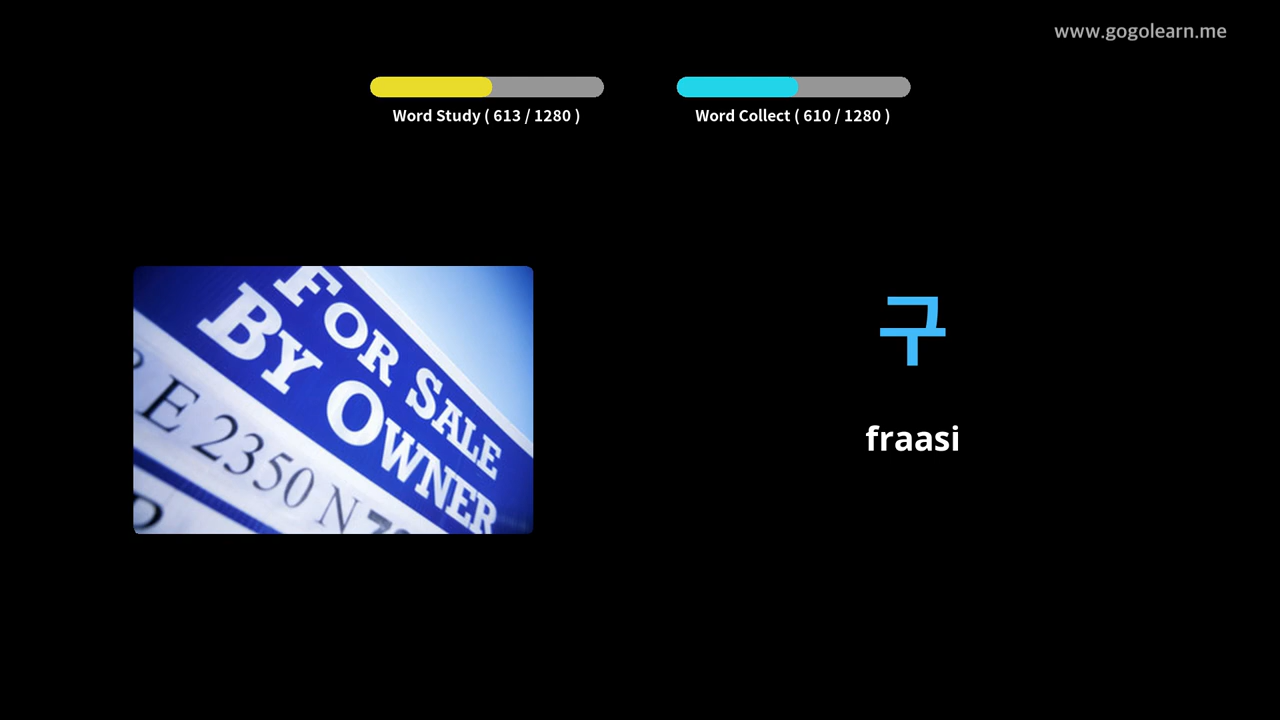 www.gogolearn.me
Word Study ( 613 / 1280 )
Word Collect ( 610 / 1280 )
FOR SALE
BY OWNER
E 2350 N
구
fraasi